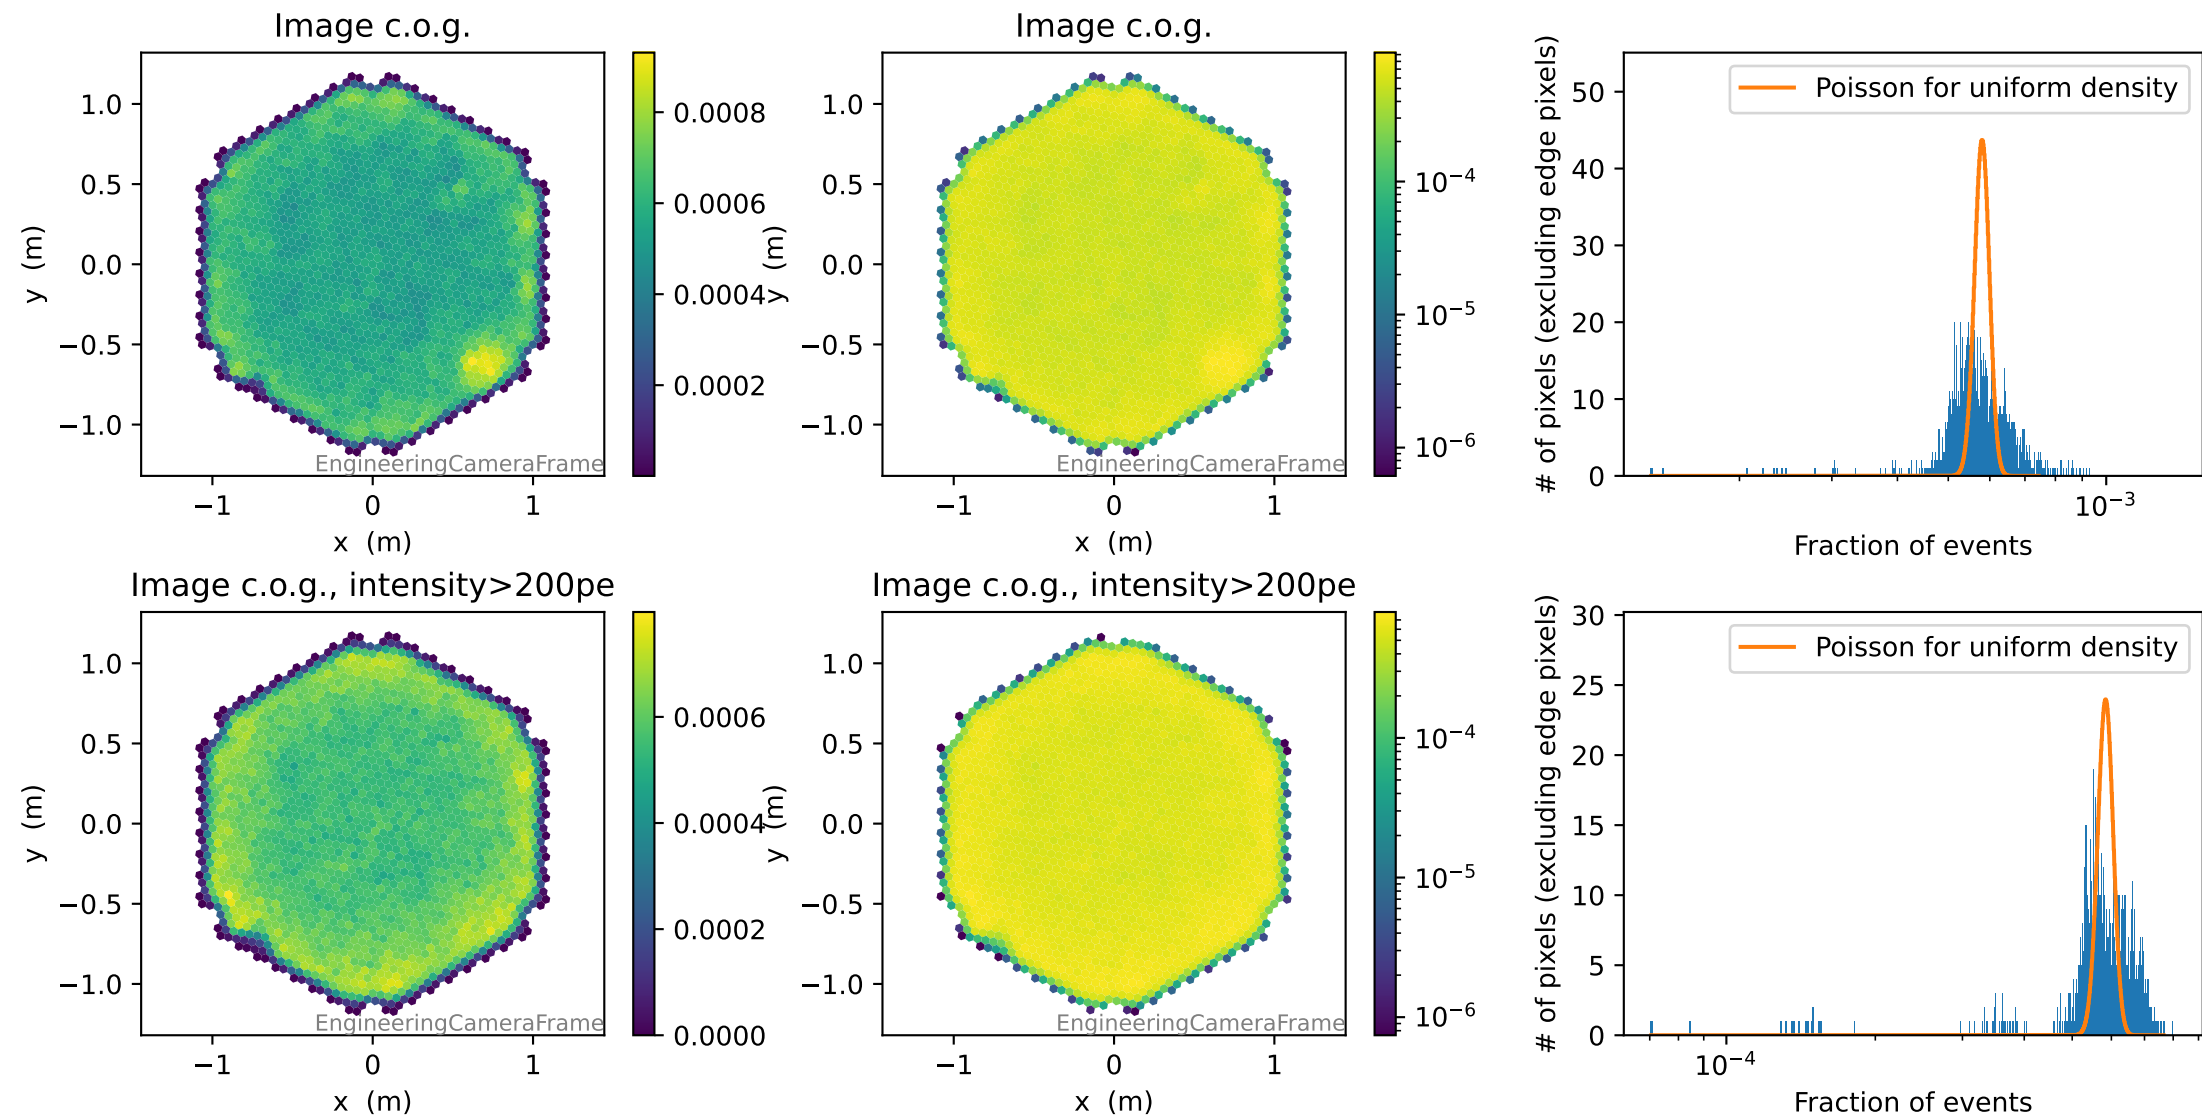 Image c.o.g.
1.0
0.5
0.0
−0.5
−1.0
y (m)
−1
0
1
x (m)
EngineeringCameraFrame
0.0008
0.0006
0.0004
0.0002
Image c.o.g.
1.0
0.5
0.0
−0.5
−1.0
y (m)
−1
0
1
x (m)
EngineeringCameraFrame
10⁻⁴
10⁻⁵
10⁻⁶
# of pixels (excluding edge pixels)
50
40
30
20
10
0
Poisson for uniform density
10⁻³
Fraction of events
Image c.o.g., intensity>200pe
1.0
0.5
0.0
−0.5
−1.0
y (m)
−1
0
1
x (m)
EngineeringCameraFrame
0.0006
0.0004
0.0002
0.0000
Image c.o.g., intensity>200pe
1.0
0.5
0.0
−0.5
−1.0
y (m)
−1
0
1
x (m)
EngineeringCameraFrame
10⁻⁴
10⁻⁵
10⁻⁶
# of pixels (excluding edge pixels)
30
25
20
15
10
5
0
Poisson for uniform density
10⁻⁴
Fraction of events